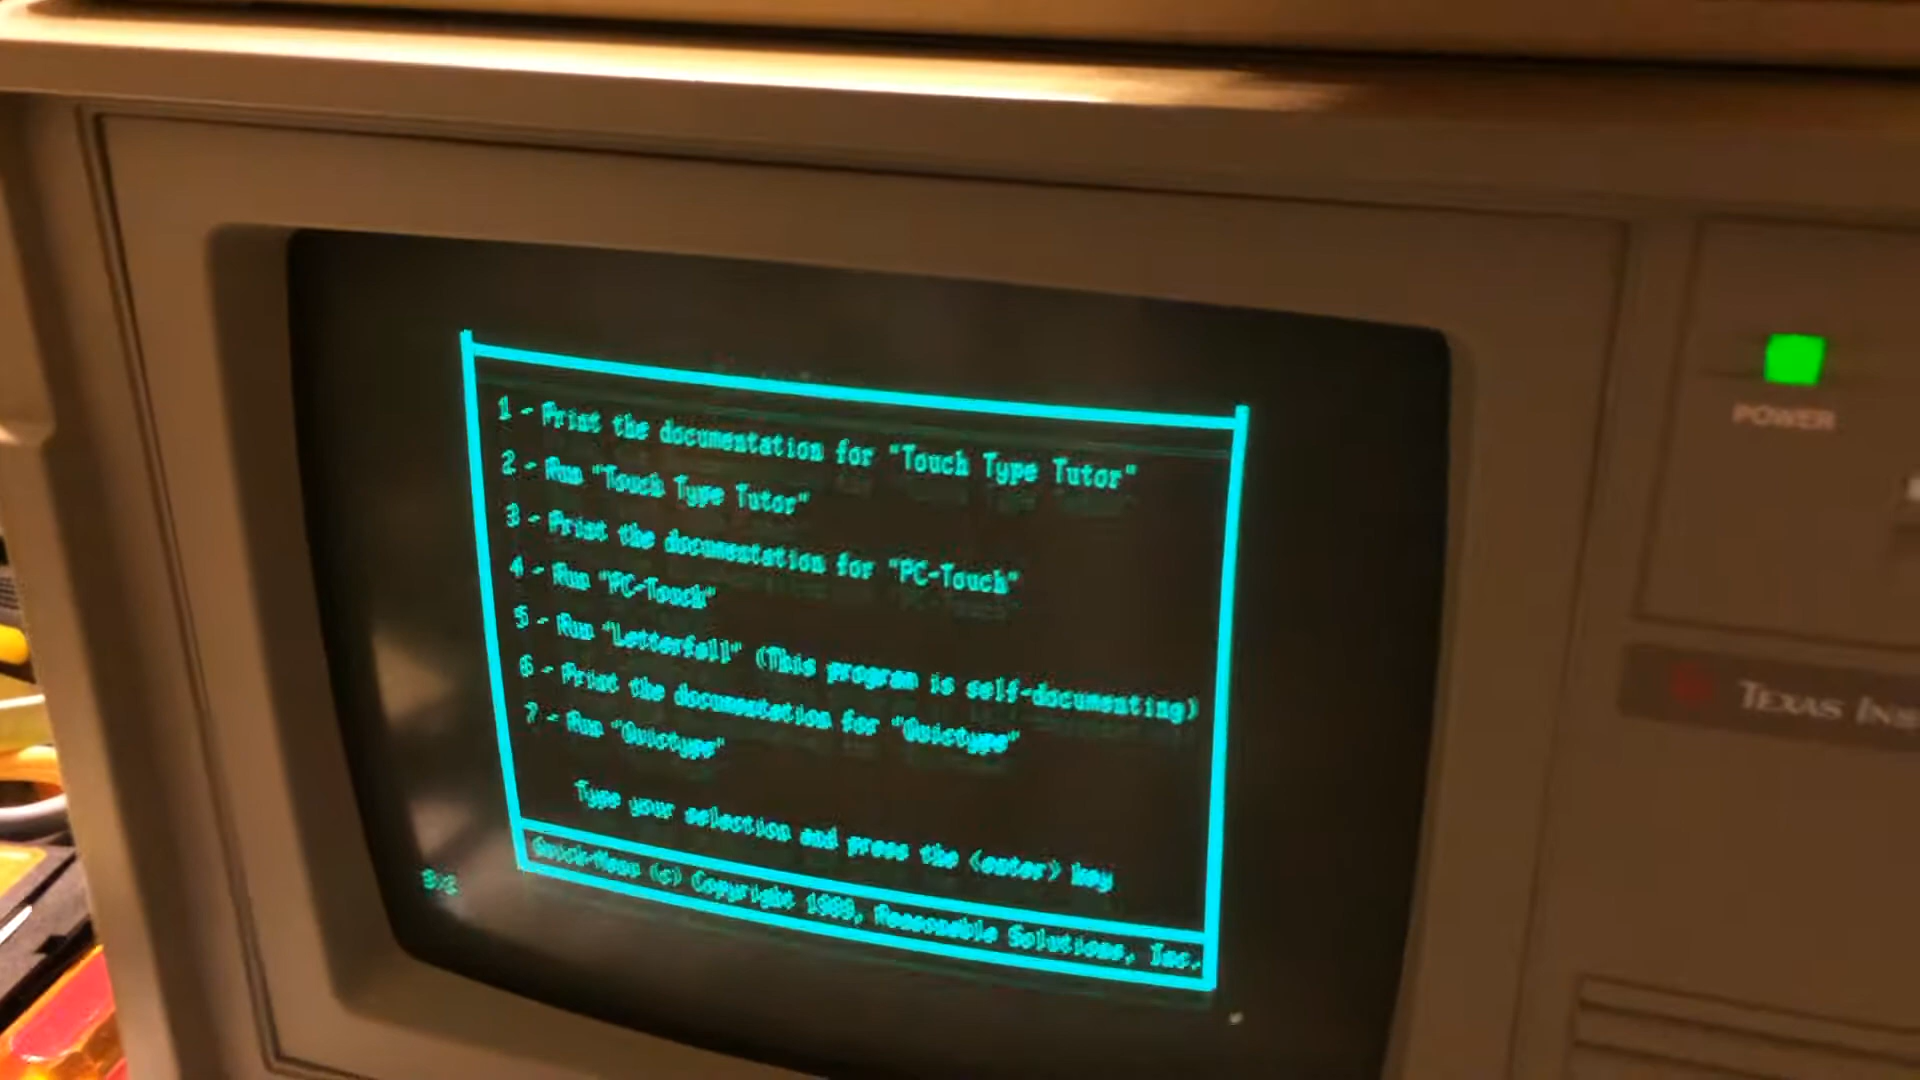 1 - Print the documentation for "Touch Type Tutor"
2 - Run "Touch Type Tutor"
3 - Print the documentation for "PC-Touch"
4 - Run "PC-Touch"
5 - Run "Letterfall" (This program is self-documenting)
6 - Print the documentation for "Quictype"
7 - Run "Quictype"
Type your selection and press the <enter> key
Quick-Menu (c) Copyright 1989, Reasonable Solutions, Inc.
POWER
TEXAS INS